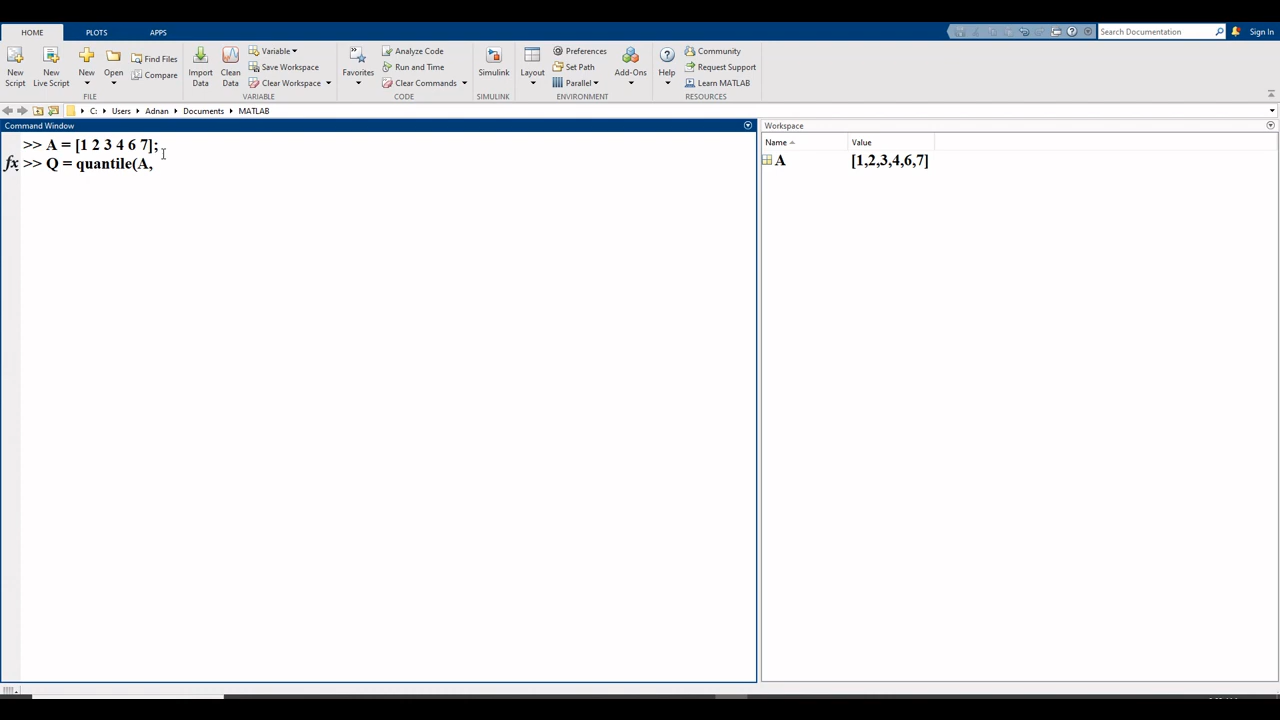 HOME PLOTS APPS Search Documentation Sign In
New Script New Live Script New Open Find Files Compare Import Data Clean Data Variable Save Workspace Clear Workspace Favorites Analyze Code Run and Time Clear Commands Simulink Layout Preferences Set Path Parallel Add-Ons Help Community Request Support Learn MATLAB
FILE VARIABLE CODE SIMULINK ENVIRONMENT RESOURCES
C: Users Adnan Documents MATLAB
Command Window
>> A = [1 2 3 4 6 7];
fx >> Q = quantile(A,
Workspace
Name Value
A [1,2,3,4,6,7]